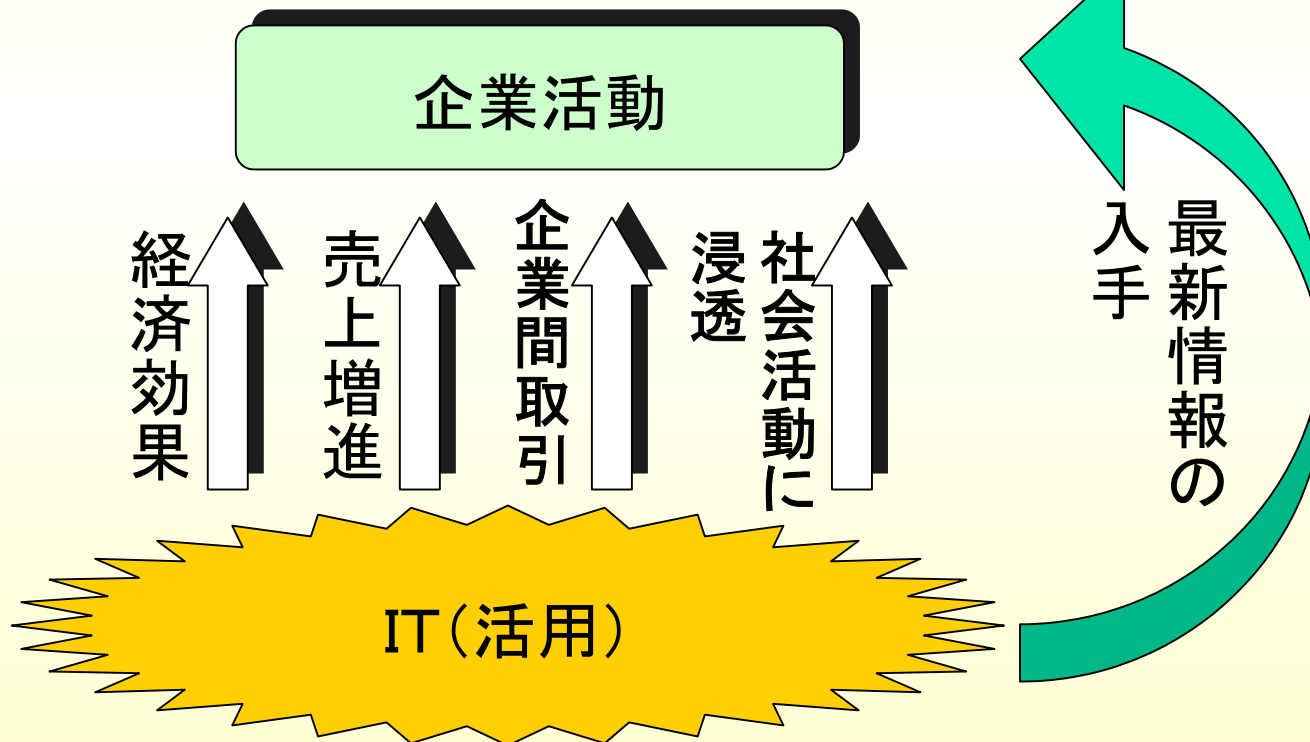 企業活動
経済効果
売上増進
企業間取引
社会活動に
浸透
最新情報の
入手
IT(活用)